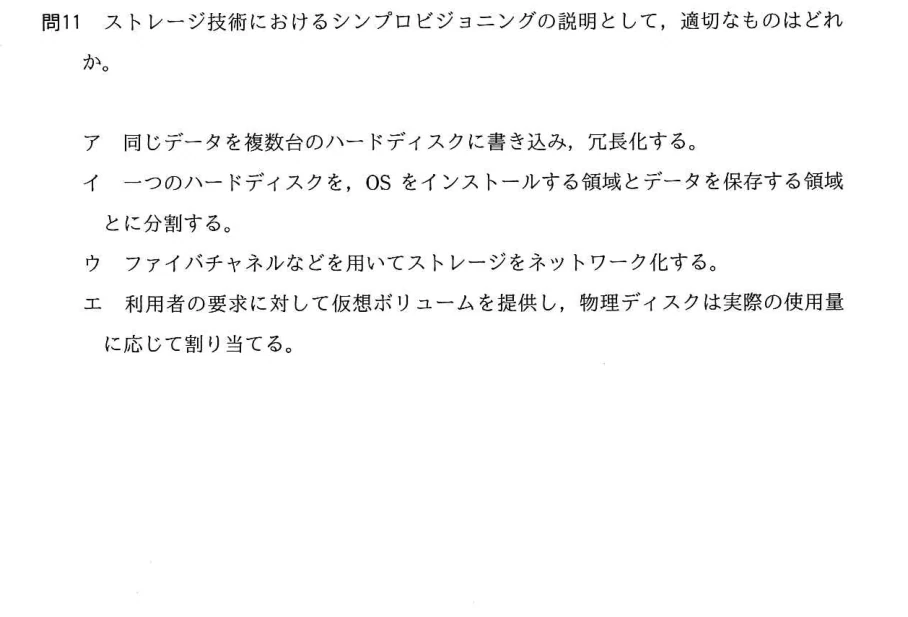 問11 ストレージ技術におけるシンプロビジョニングの説明として，適切なものはどれ
か。
ア 同じデータを複数台のハードディスクに書き込み，冗長化する。
イ 一つのハードディスクを，OS をインストールする領域とデータを保存する領域
とに分割する。
ウ ファイバチャネルなどを用いてストレージをネットワーク化する。
エ 利用者の要求に対して仮想ボリュームを提供し，物理ディスクは実際の使用量
に応じて割り当てる。